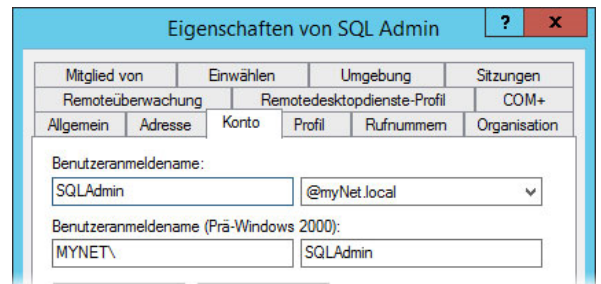 Eigenschaften von SQL Admin ? x
Mitglied von Einwählen Umgebung Sitzungen
Remoteüberwachung Remotedesktopdienste-Profil COM+
Allgemein Adresse Konto Profil Rufnummern Organisation
Benutzeranmeldename:
SQLAdmin @myNet.local
Benutzeranmeldename (Prä-Windows 2000):
MYNET\ SQLAdmin